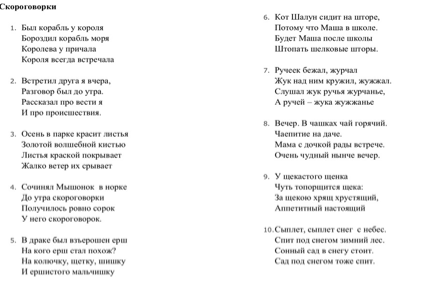 Скороговорки
1. Был корабль у короля
Бороздил корабль моря
Королева у причала
Короля всегда встречала
2. Встретил друга я вчера,
Разговор был до утра.
Рассказал про вести я
И про происшествия.
3. Осень в парке красит листья
Золотой волшебной кистью
Листья краской покрывает
Жалко ветер их срывает
4. Сочинял Мышонок в норке
До утра скороговорки
Получилось ровно сорок
У него скороговорок.
5. В драке был взъерошен ерш
На кого ерш стал похож?
На колючку, щетку, шишку
И ершистого мальчишку
6. Кот Шалун сидит на шторе,
Потому что Маша в школе.
Будет Маша после школы
Штопать шелковые шторы.
7. Ручеек бежал, журчал
Жук над ним кружил, жужжал.
Слушал жук ручья журчанье,
А ручей – жука жужжанье
8. Вечер. В чашках чай горячий.
Чаепитие на даче.
Мама с дочкой рады встрече.
Очень чудный нынче вечер.
9. У щекастого щенка
Чуть топорщится щека:
За щекою хрящ хрустящий,
Аппетитный настоящий
10. Сыплет, сыплет снег с небес.
Спит под снегом зимний лес.
Сонный сад в снегу стоит.
Сад под снегом тоже спит.